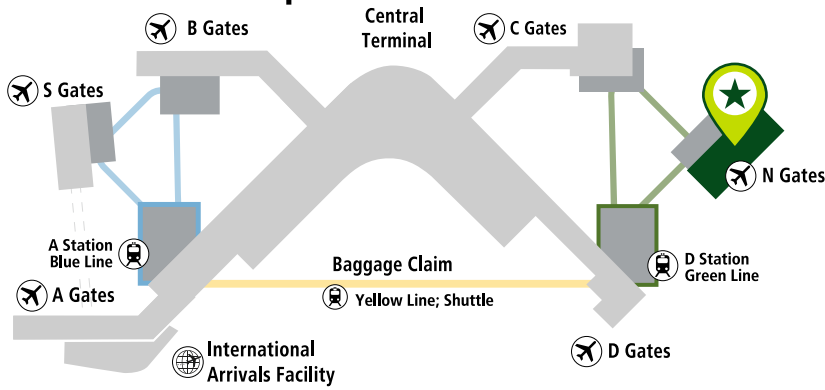 B Gates
Central
Terminal
C Gates
S Gates
N Gates
A Station
Blue Line
Baggage Claim
D Station
Green Line
A Gates
Yellow Line; Shuttle
International
Arrivals Facility
D Gates